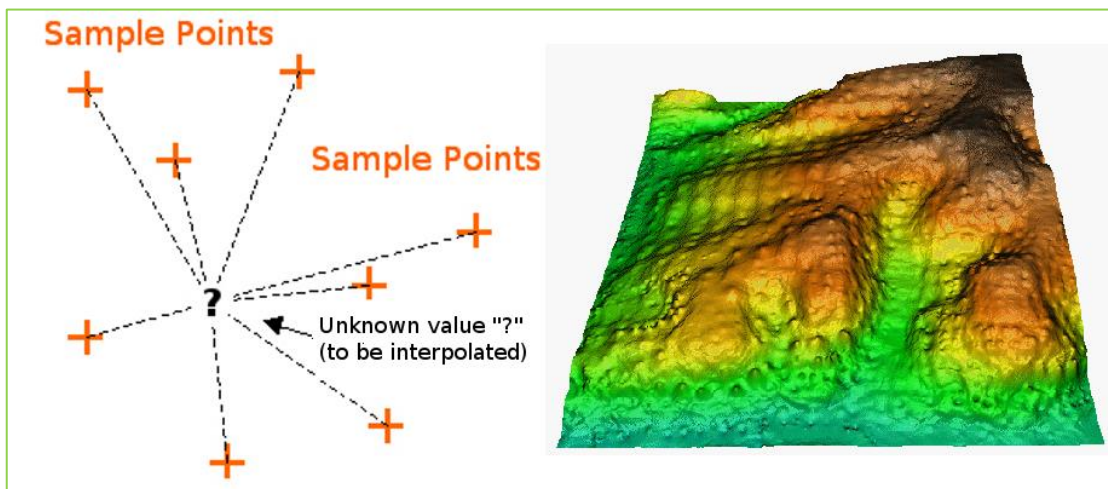 Sample Points
Sample Points
?
Unknown value "?"
(to be interpolated)